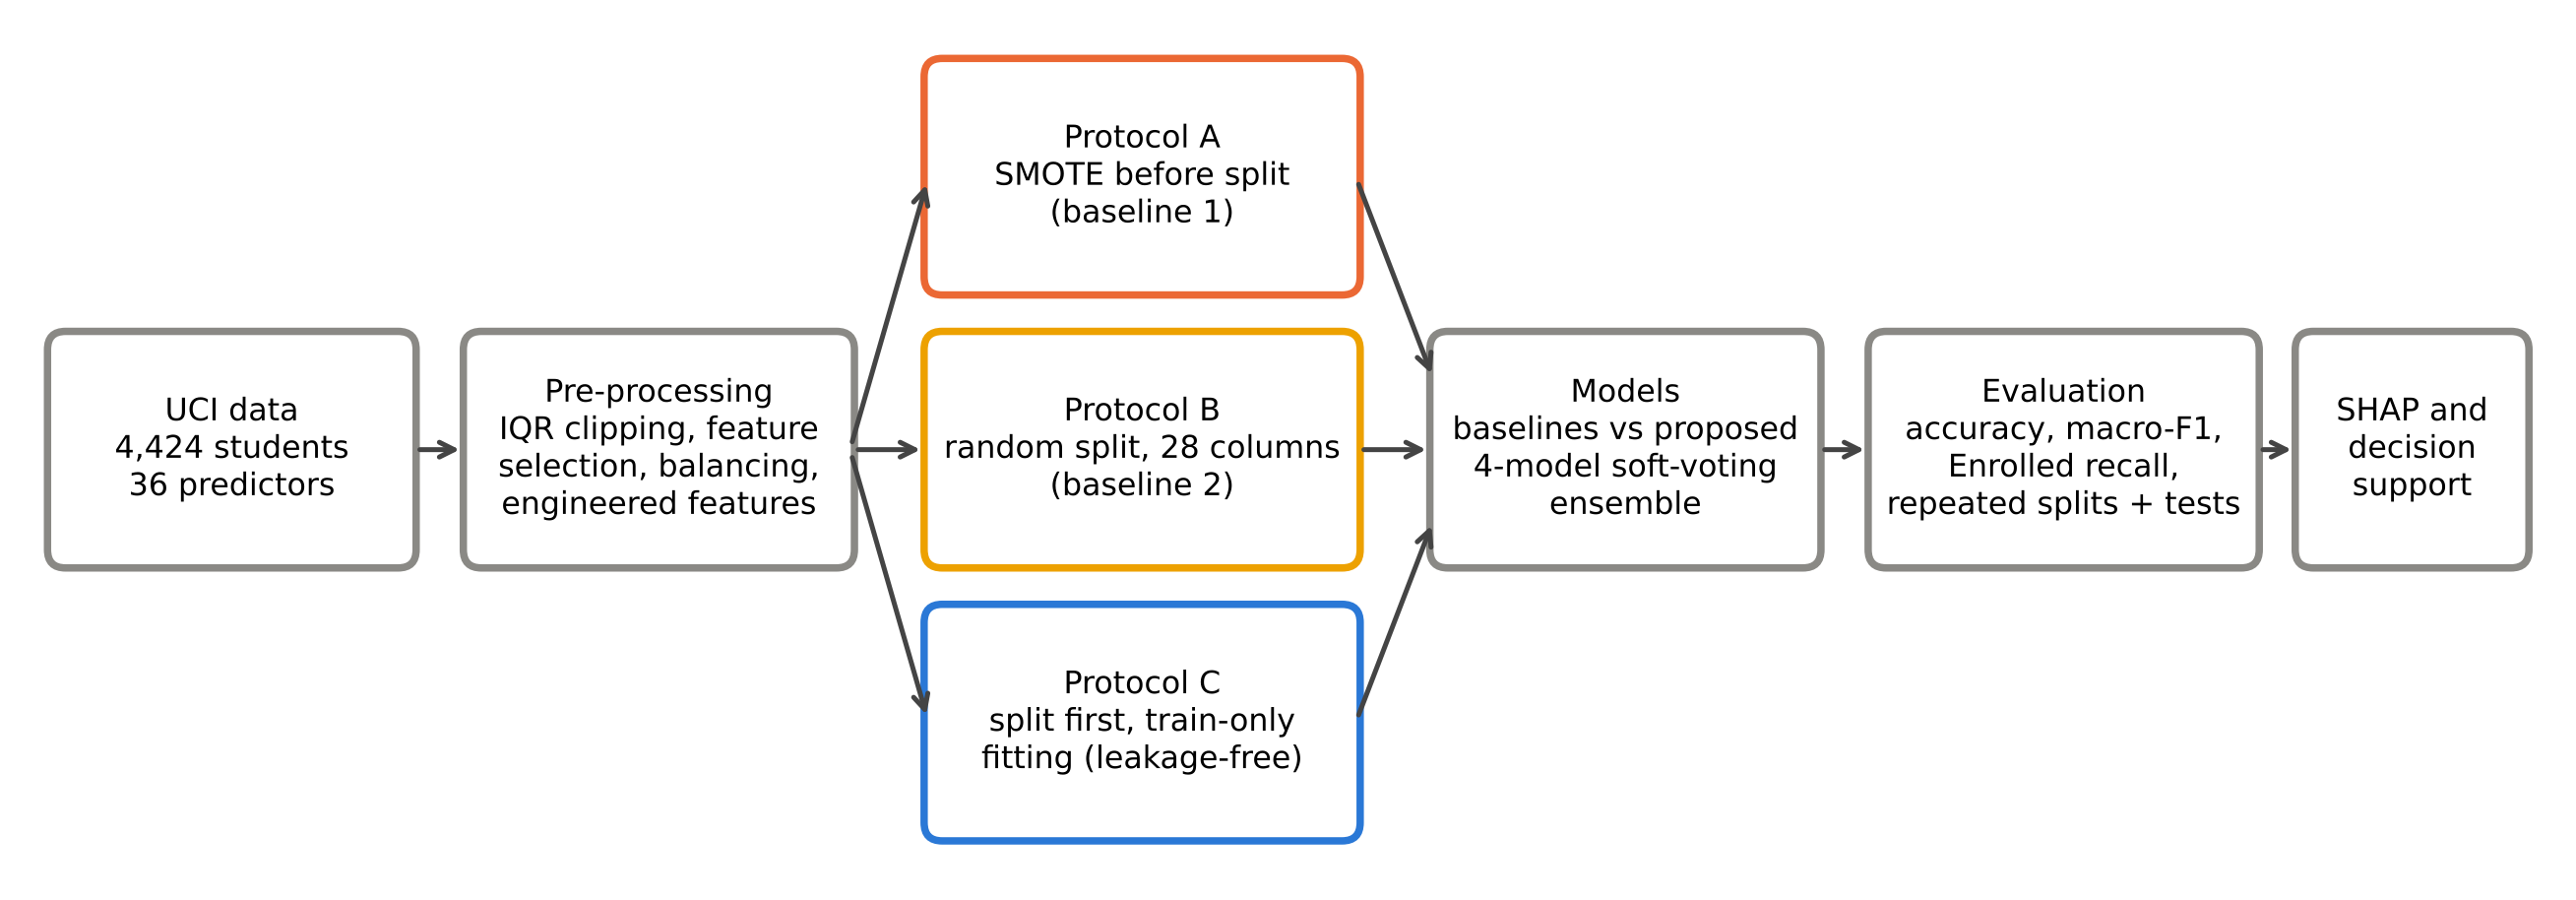 UCI data
4,424 students
36 predictors
Pre-processing
IQR clipping, feature
selection, balancing,
engineered features
Protocol A
SMOTE before split
(baseline 1)
Protocol B
random split, 28 columns
(baseline 2)
Protocol C
split first, train-only
fitting (leakage-free)
Models
baselines vs proposed
4-model soft-voting
ensemble
Evaluation
accuracy, macro-F1,
Enrolled recall,
repeated splits + tests
SHAP and
decision
support